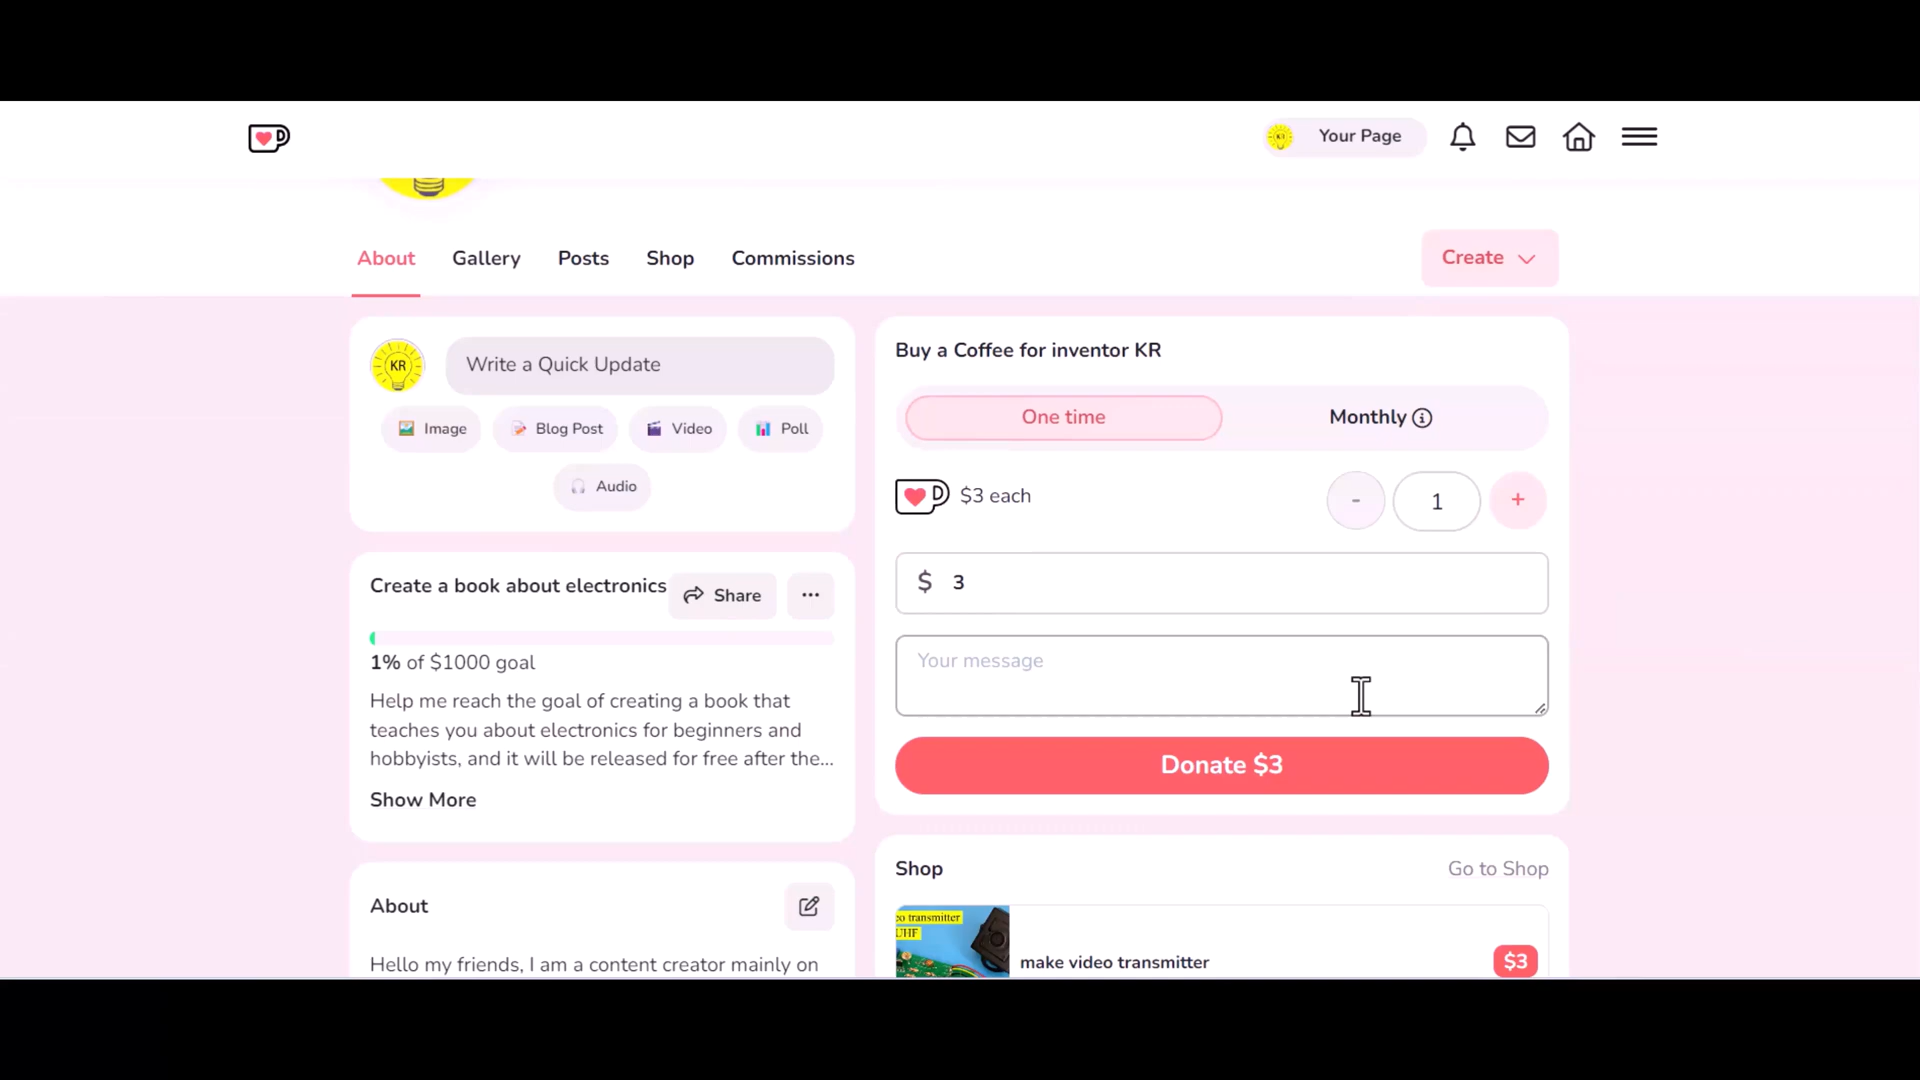 Your Page
About Gallery Posts Shop Commissions
Create
KR
Write a Quick Update
Image Blog Post Video Poll
Audio
Create a book about electronics
Share
...
1% of $1000 goal
Help me reach the goal of creating a book that
teaches you about electronics for beginners and
hobbyists, and it will be released for free after the...
Show More
About
Hello my friends, I am a content creator mainly on
Buy a Coffee for inventor KR
One time Monthly
$3 each
- 1 +
$ 3
Your message
Donate $3
Shop Go to Shop
eo transmitter
UHF
make video transmitter $3